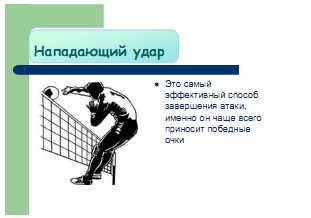 Нападающий удар
Это самый
эффективный способ
завершения атаки,
именно он чаще всего
приносит победные
очки